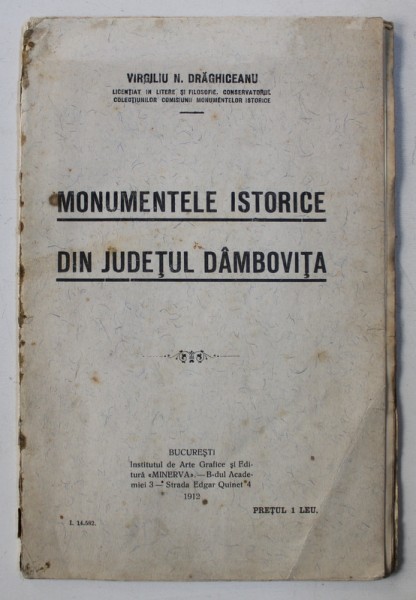 VIRGILIU N. DRĂGHICEANU
LICENȚIAT IN LITERE ȘI FILOSOFIE, CONSERVATORUL
COLECȚIUNILOR COMISIUNII MONUMENTELOR ISTORICE
MONUMENTELE ISTORICE
DIN JUDEȚUL DÂMBOVIȚA
BUCUREȘTI
Institutul de Arte Grafice și Edi-
tură «MINERVA».—B-dul Acade-
miei 3— Strada Edgar Quinet 4
1912
PREȚUL 1 LEU.
I. 14.583.